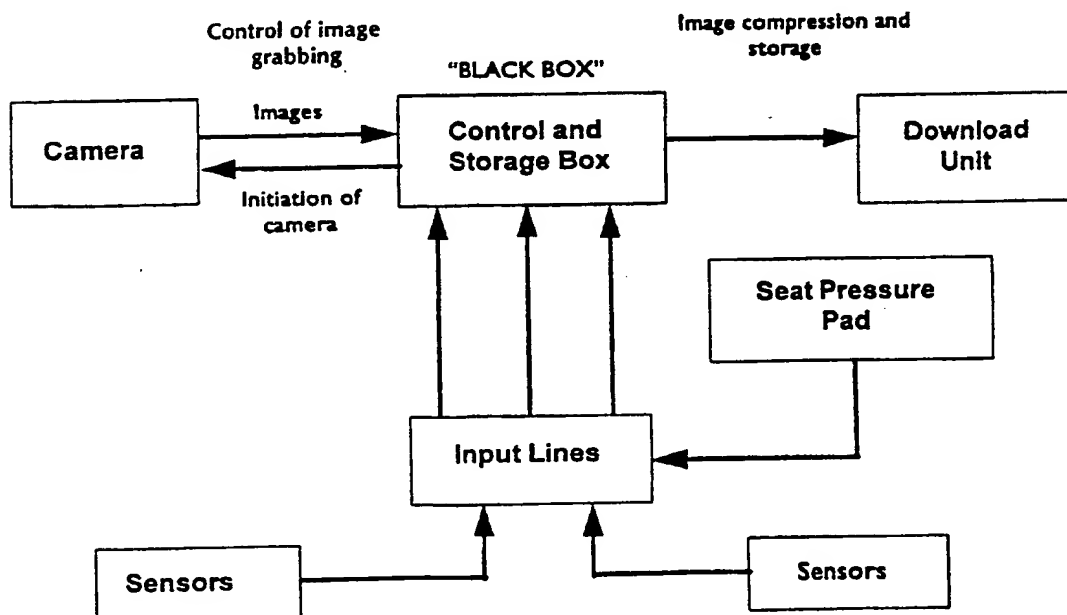 Control of image
grabbing
Image compression and
storage
"BLACK BOX"
Camera
Images
Initiation of
camera
Control and
Storage Box
Download
Unit
Seat Pressure
Pad
Input Lines
Sensors
Sensors